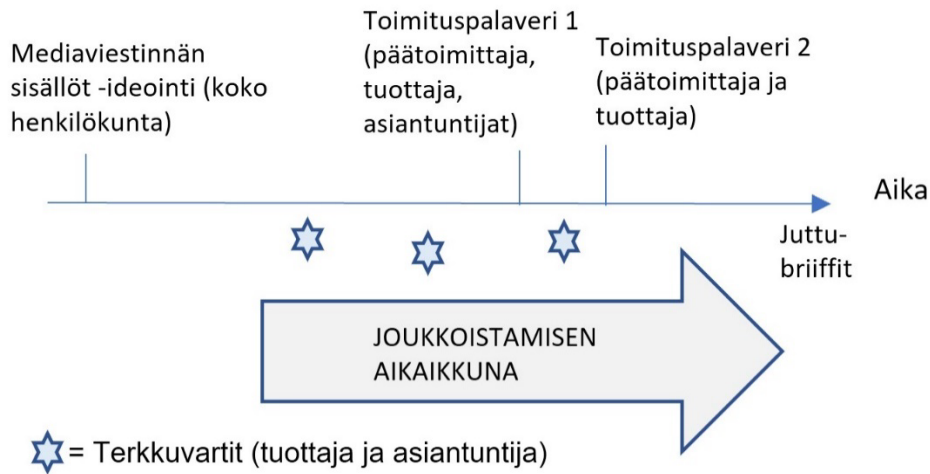 Mediaviestinnän
sisällöt -ideointi (koko
henkilökunta)
Toimituspalaveri 1
(päätoimittaja,
tuottaja,
asiantuntijat)
Toimituspalaveri 2
(päätoimittaja ja
tuottaja)
Aika
Juttu-
briiffit
JOUKKOISTAMISEN
AIKAIKKUNA
= Terkkuvartit (tuottaja ja asiantuntija)